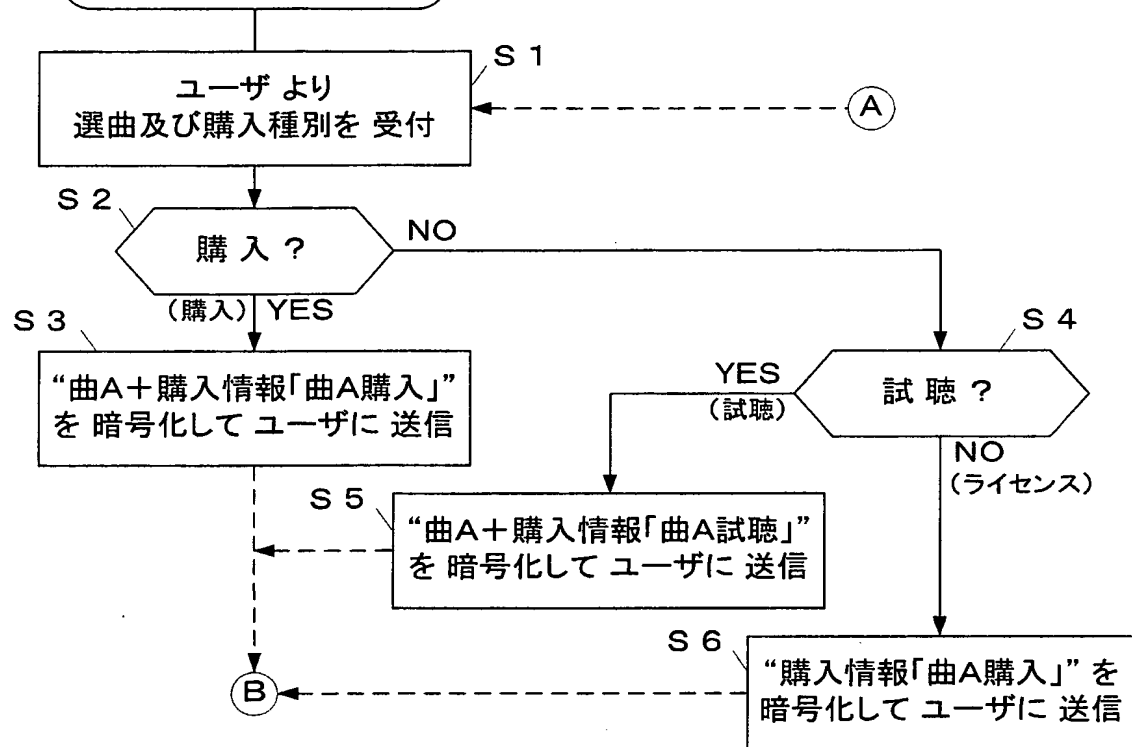 S 1
ユーザ より
選曲及び購入種別を 受付
A
S 2
購 入 ?
NO
(購入) YES
S 3
“曲A+購入情報「曲A購入」”
を 暗号化して ユーザに 送信
S 4
試 聴 ?
YES
(試聴)
NO
(ライセンス)
S 5
“曲A+購入情報「曲A試聴」”
を 暗号化して ユーザに 送信
S 6
“購入情報「曲A購入」” を
暗号化して ユーザに 送信
B